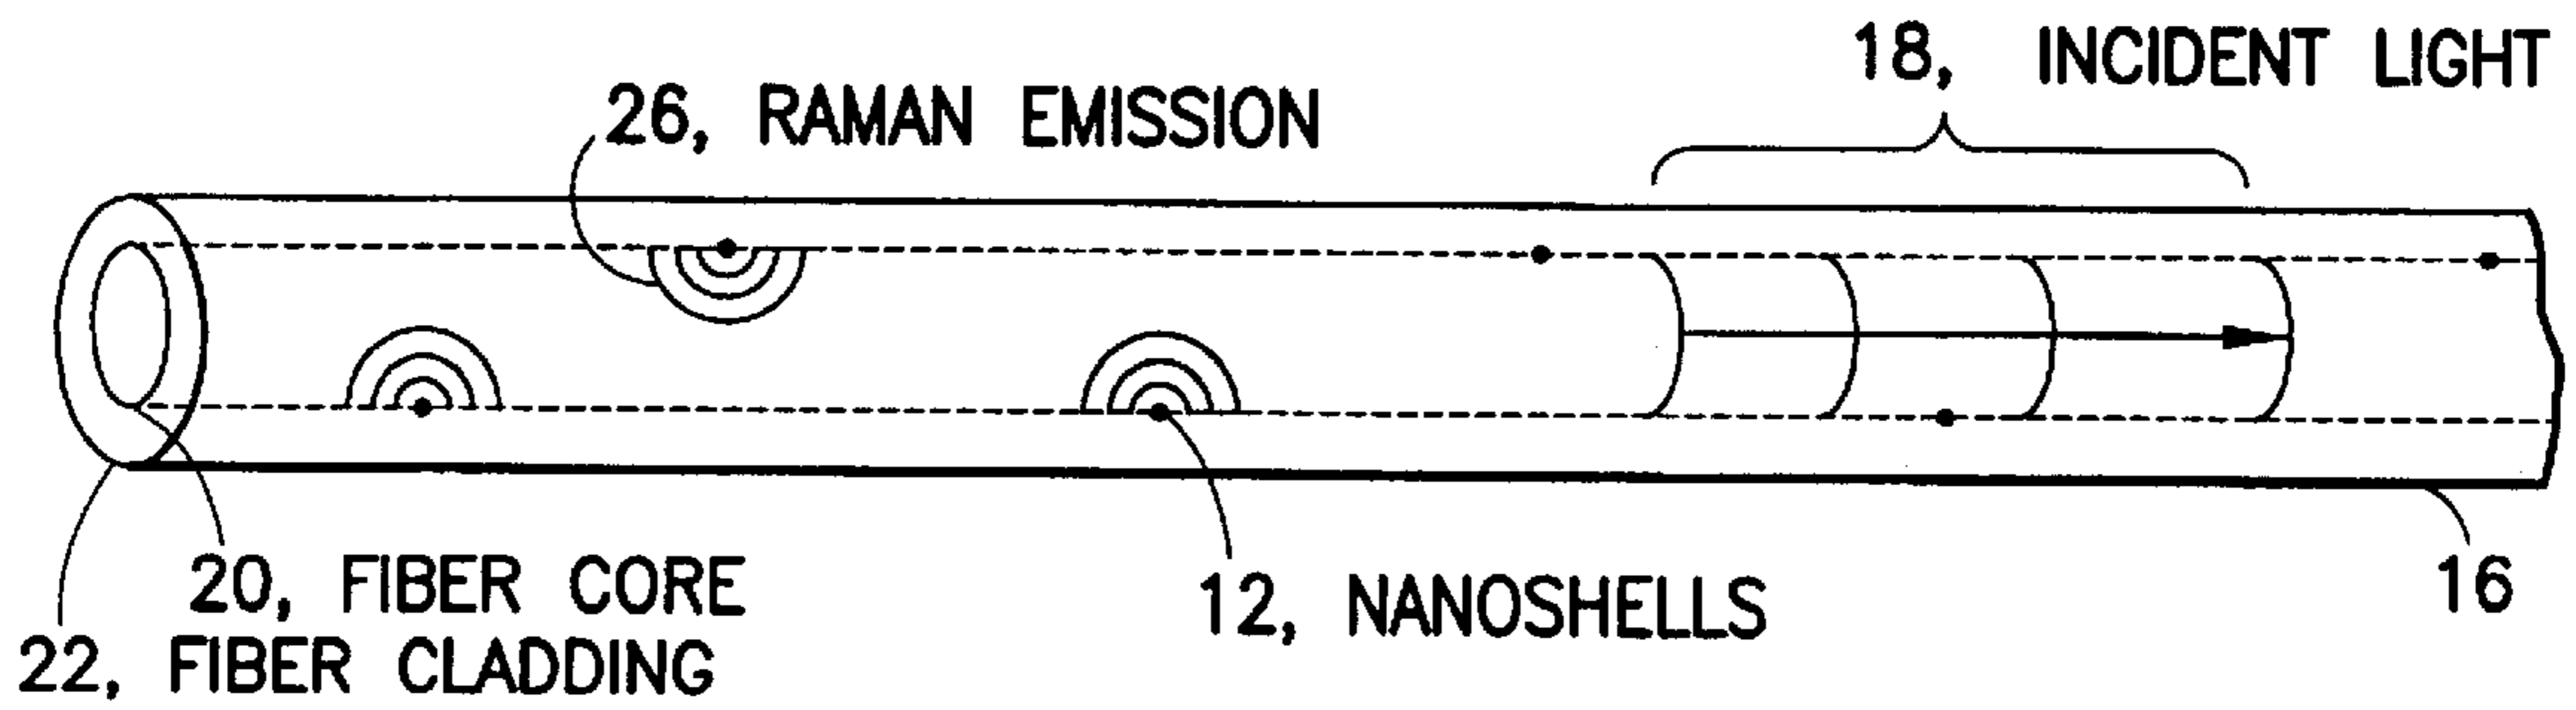 18, INCIDENT LIGHT
26, RAMAN EMISSION
20, FIBER CORE
12, NANOSHELLS
16
22, FIBER CLADDING